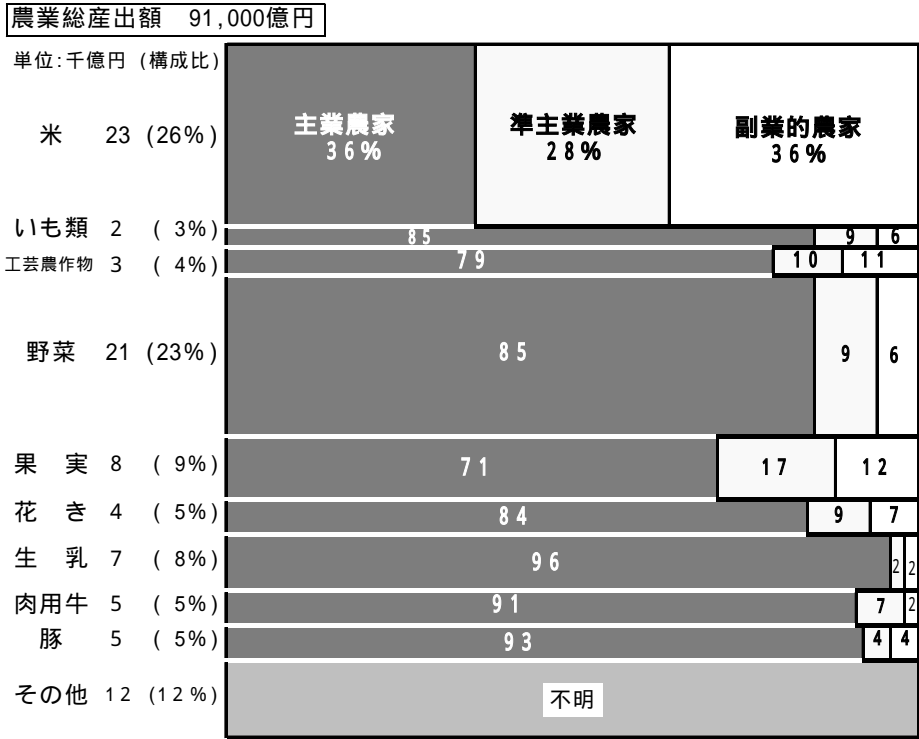 農業総産出額 91,000億円
単位:千億円 (構成比)
米 23 (26%) 主業農家 36% 準主業農家 28% 副業的農家 36%
いも類 2 ( 3%) 85 9 6
工芸農作物 3 ( 4%) 79 10 11
野菜 21 (23%) 85 9 6
果 実 8 ( 9%) 71 17 12
花 き 4 ( 5%) 84 9 7
生 乳 7 ( 8%) 96 2 2
肉用牛 5 ( 5%) 91 7 2
豚 5 ( 5%) 93 4 4
その他 12 (12%) 不明